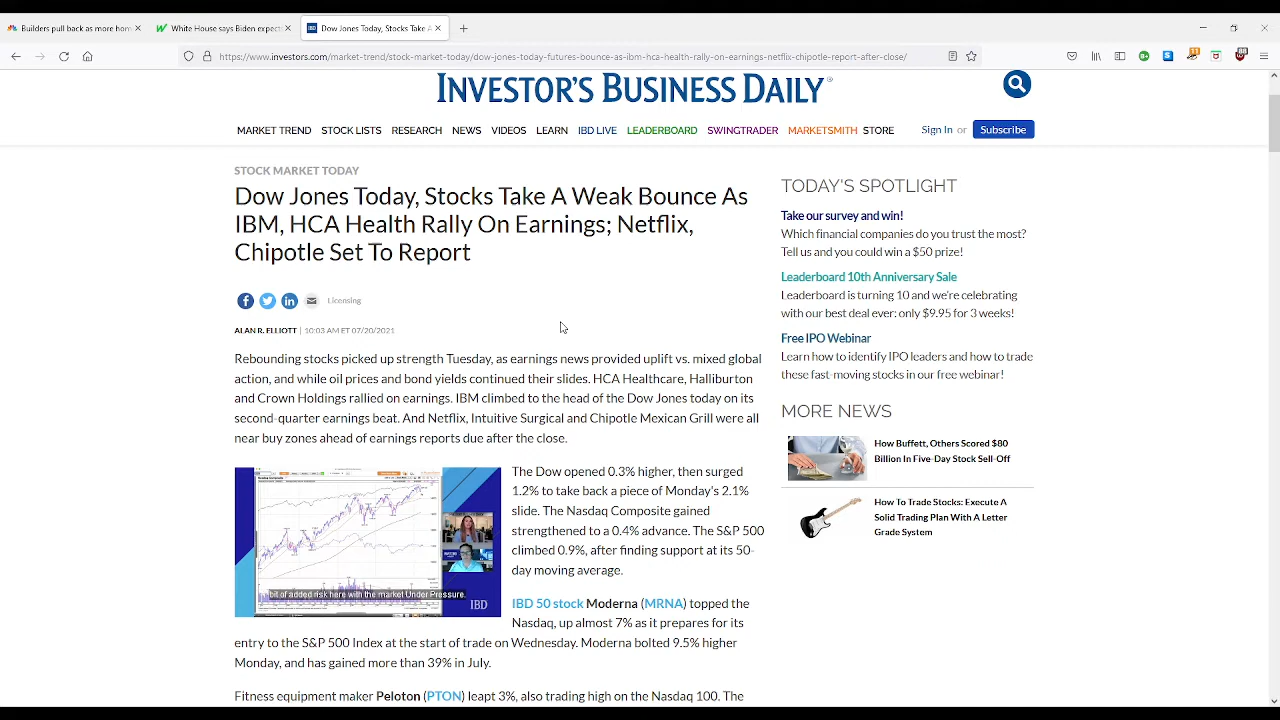 Builders pull back as more hom
White House says Biden expect
IBD
Dow Jones Today, Stocks Take A
https://www.investors.com/market-trend/stock-market-today/dow-jones-today-futures-bounce-as-ibm-hca-health-rally-on-earnings-netflix-chipotle-report-after-close/
11
88
INVESTOR'S BUSINESS DAILY®
MARKET TREND STOCK LISTS RESEARCH NEWS VIDEOS LEARN IBD LIVE LEADERBOARD SWINGTRADER MARKETSMITH STORE Sign In or Subscribe
STOCK MARKET TODAY
Dow Jones Today, Stocks Take A Weak Bounce As
IBM, HCA Health Rally On Earnings; Netflix,
Chipotle Set To Report
Licensing
ALAN R. ELLIOTT | 10:03 AM ET 07/20/2021
Rebounding stocks picked up strength Tuesday, as earnings news provided uplift vs. mixed global
action, and while oil prices and bond yields continued their slides. HCA Healthcare, Halliburton
and Crown Holdings rallied on earnings. IBM climbed to the head of the Dow Jones today on its
second-quarter earnings beat. And Netflix, Intuitive Surgical and Chipotle Mexican Grill were all
near buy zones ahead of earnings reports due after the close.
bit of added risk here with the market Under Pressure.
IBD
The Dow opened 0.3% higher, then surged
1.2% to take back a piece of Monday's 2.1%
slide. The Nasdaq Composite gained
strengthened to a 0.4% advance. The S&P 500
climbed 0.9%, after finding support at its 50-
day moving average.
IBD 50 stock Moderna (MRNA) topped the
Nasdaq, up almost 7% as it prepares for its
entry to the S&P 500 Index at the start of trade on Wednesday. Moderna bolted 9.5% higher
Monday, and has gained more than 39% in July.
Fitness equipment maker Peloton (PTON) leapt 3%, also trading high on the Nasdaq 100. The
TODAY'S SPOTLIGHT
Take our survey and win!
Which financial companies do you trust the most?
Tell us and you could win a $50 prize!
Leaderboard 10th Anniversary Sale
Leaderboard is turning 10 and we're celebrating
with our best deal ever: only $9.95 for 3 weeks!
Free IPO Webinar
Learn how to identify IPO leaders and how to trade
these fast-moving stocks in our free webinar!
MORE NEWS
How Buffett, Others Scored $80
Billion In Five-Day Stock Sell-Off
How To Trade Stocks: Execute A
Solid Trading Plan With A Letter
Grade System